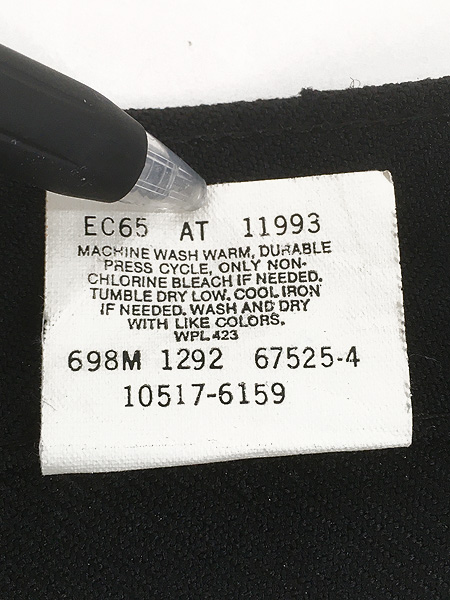 EC65 AT 11993
MACHINE WASH WARM, DURABLE
PRESS CYCLE, ONLY NON-
CHLORINE BLEACH IF NEEDED.
TUMBLE DRY LOW. COOL IRON
IF NEEDED. WASH AND DRY
WITH LIKE COLORS.
WPL 423
698M 1292 67525-4
10517-6159